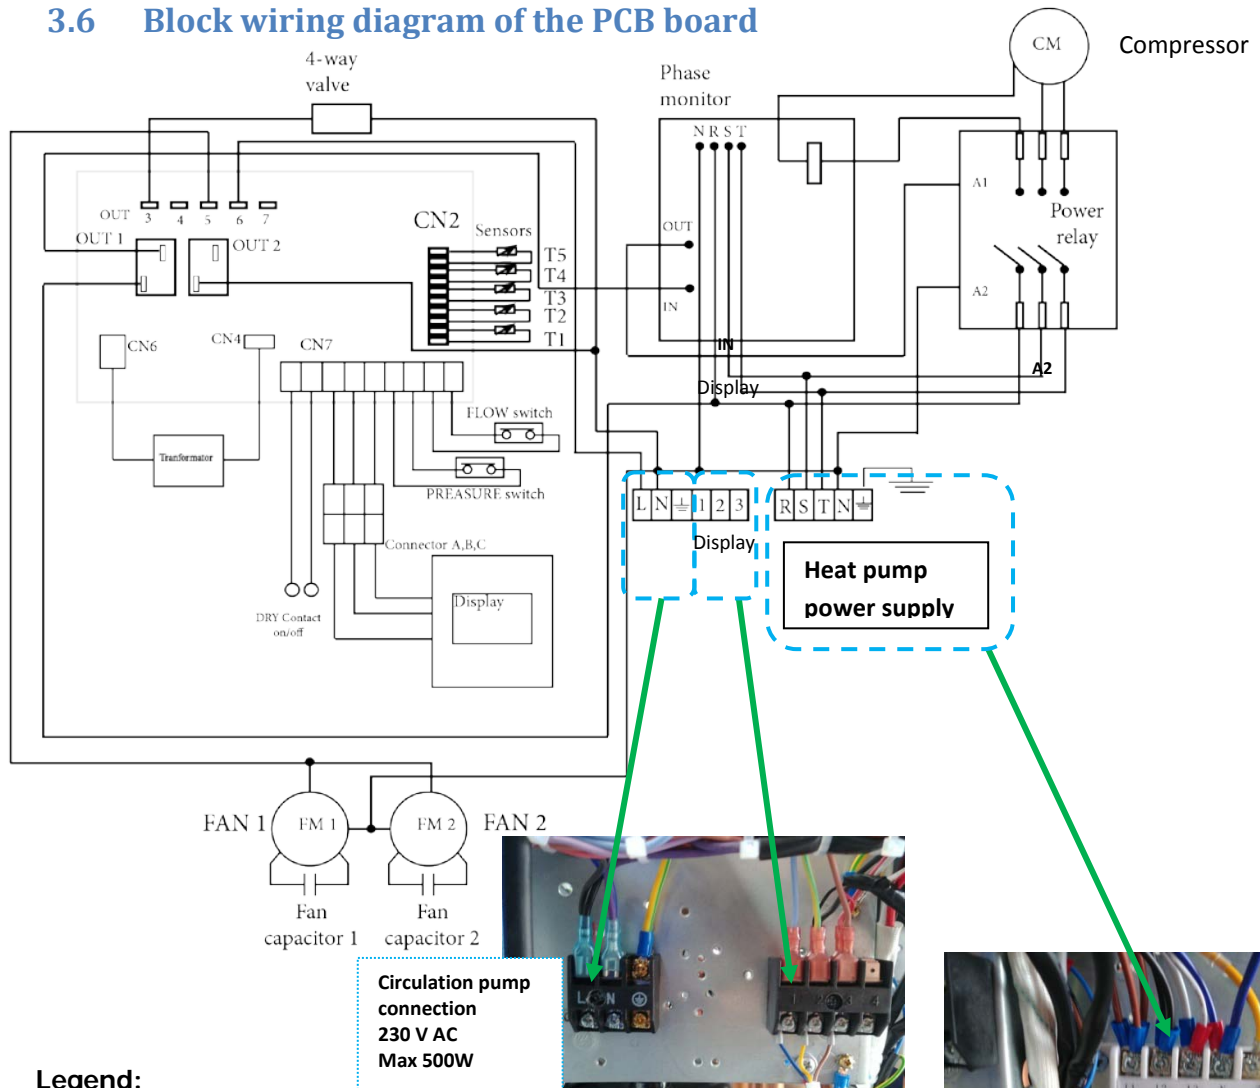 3.6 Block wiring diagram of the PCB board
CM
Compressor
4-way
valve
Phase
monitor
N R S T
OUT
IN
A1
Power
relay
A2
OUT 3 4 5 6 7
OUT 1
OUT 2
CN2
Sensors
T5
T4
T3
T2
T1
CN6
CN4
CN7
IN
A2
Display
FLOW switch
Tranformator
PREASURE switch
L N 1 2 3
R S T N
Connector A,B,C
Display
Display
Heat pump
power supply
DRY Contact
on/off
FAN 1
FM 1
FM 2
FAN 2
Fan
capacitor 1
Fan
capacitor 2
Circulation pump
connection
230 V AC
Max 500W
L N
1 2 3 4
Legend: